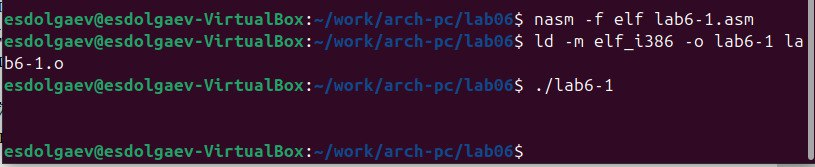 esdolgaev@esdolgaev-VirtualBox:~/work/arch-pc/lab06$ nasm -f elf lab6-1.asm
esdolgaev@esdolgaev-VirtualBox:~/work/arch-pc/lab06$ ld -m elf_i386 -o lab6-1 la
b6-1.o
esdolgaev@esdolgaev-VirtualBox:~/work/arch-pc/lab06$ ./lab6-1
esdolgaev@esdolgaev-VirtualBox:~/work/arch-pc/lab06$